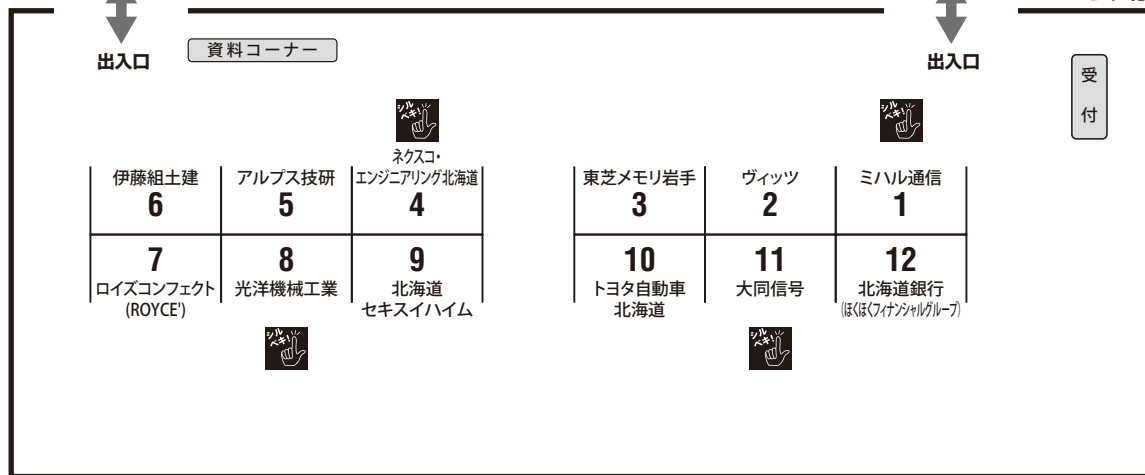 出入口
資料コーナー
出入口
受付
シルベキ!
シルベキ!
伊藤組土建
6
アルプス技研
5
ネクスコ・
エンジニアリング北海道
4
東芝メモリ岩手
3
ヴィッツ
2
ミハル通信
1
7
ロイズコンフェクト
(ROYCE')
8
光洋機械工業
9
北海道
セキスイハイム
10
トヨタ自動車
北海道
11
大同信号
12
北海道銀行
(ほくほくフィナンシャルグループ)
シルベキ!
シルベキ!